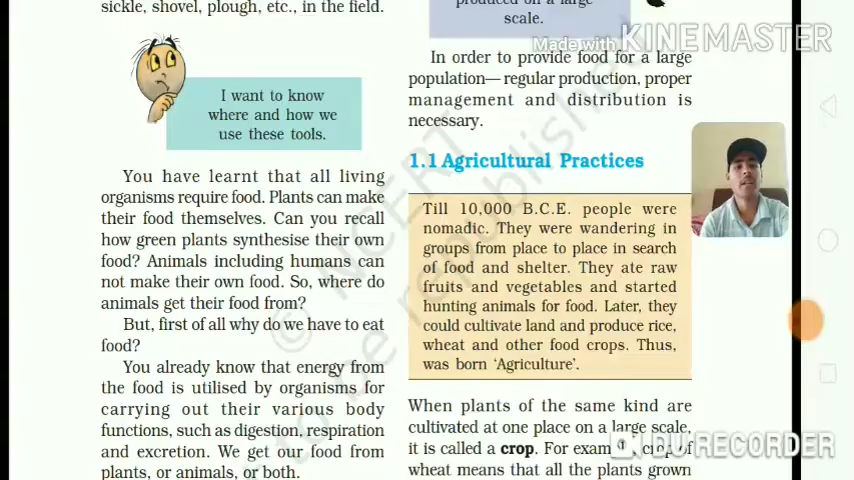 sickle, shovel, plough, etc., in the field.
I want to know
where and how we
use these tools.
You have learnt that all living
organisms require food. Plants can make
their food themselves. Can you recall
how green plants synthesise their own
food? Animals including humans can
not make their own food. So, where do
animals get their food from?
But, first of all why do we have to eat
food?
You already know that energy from
the food is utilised by organisms for
carrying out their various body
functions, such as digestion, respiration
and excretion. We get our food from
plants, or animals, or both.
produced on a large
scale.
Made with KINEMASTER
In order to provide food for a large
population— regular production, proper
management and distribution is
necessary.
1.1 Agricultural Practices
Till 10,000 B.C.E. people were
nomadic. They were wandering in
groups from place to place in search
of food and shelter. They ate raw
fruits and vegetables and started
hunting animals for food. Later, they
could cultivate land and produce rice,
wheat and other food crops. Thus,
was born ‘Agriculture’.
When plants of the same kind are
cultivated at one place on a large scale,
it is called a crop. For example, crop of
wheat means that all the plants grown
© NCERT
be republished
DU RECORDER